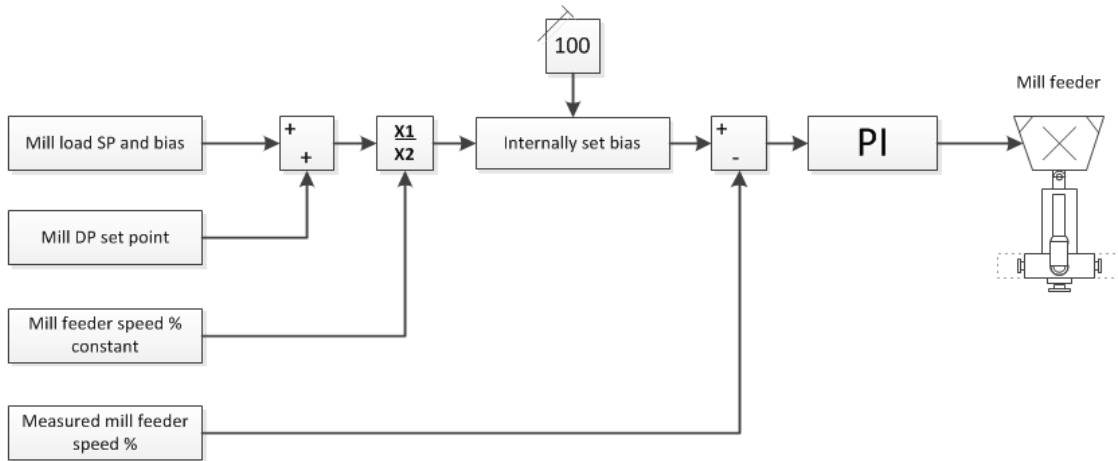 100
Mill feeder
Mill load SP and bias
+
+
X1
X2
Internally set bias
+
-
PI
Mill DP set point
Mill feeder speed %
constant
Measured mill feeder
speed %